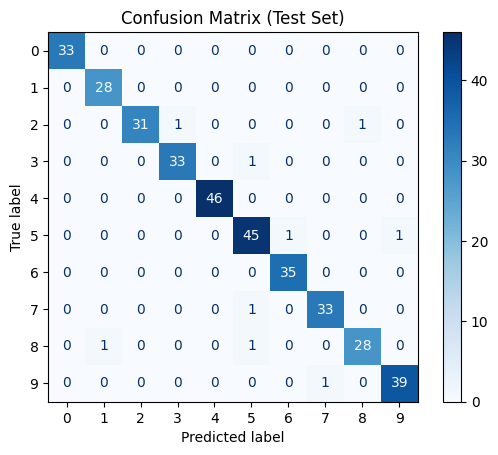 Confusion Matrix (Test Set)
0 33 0 0 0 0 0 0 0 0 0
1 0 28 0 0 0 0 0 0 0 0
2 0 0 31 1 0 0 0 0 1 0
3 0 0 0 33 0 1 0 0 0 0
4 0 0 0 0 46 0 0 0 0 0
5 0 0 0 0 0 45 1 0 0 1
6 0 0 0 0 0 0 35 0 0 0
7 0 0 0 0 0 1 0 33 0 0
8 0 1 0 0 0 1 0 0 28 0
9 0 0 0 0 0 0 0 1 0 39
0 1 2 3 4 5 6 7 8 9
Predicted label
True label
40
30
20
10
0